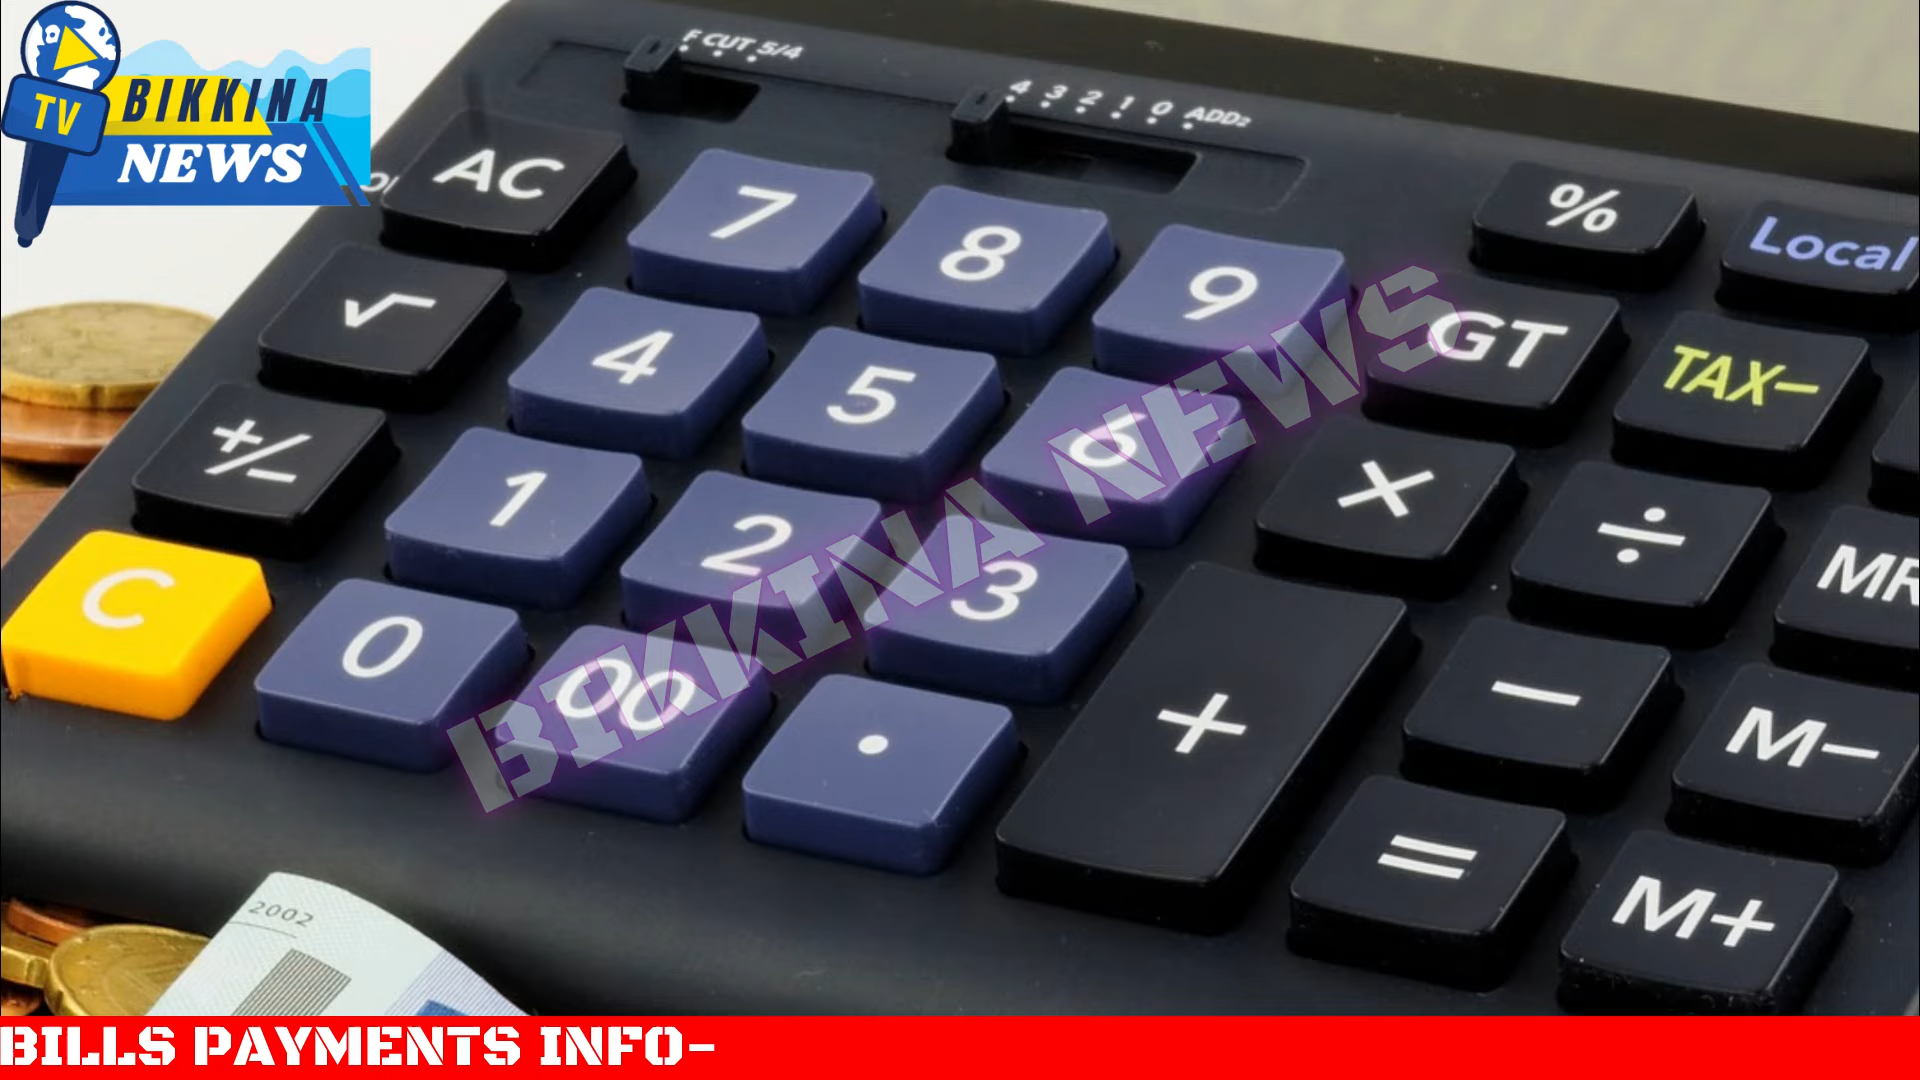 TV BIKKINA
NEWS
F CUT 5/4
4 3 2 1 0 ADD2
AC
7
8
9
%
Local
√
4
5
6
GT
TAX−
+/−
1
2
3
×
÷
MR
C
0
00
.
+
−
M−
=
M+
BIKKINA NEWS
2002
BILLS PAYMENTS INFO-